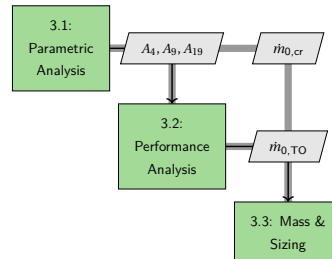 3.1:
Parametric
Analysis
A₄, A₉, A₁₉
ṁ₀,cr
3.2:
Performance
Analysis
ṁ₀,TO
3.3: Mass &
Sizing